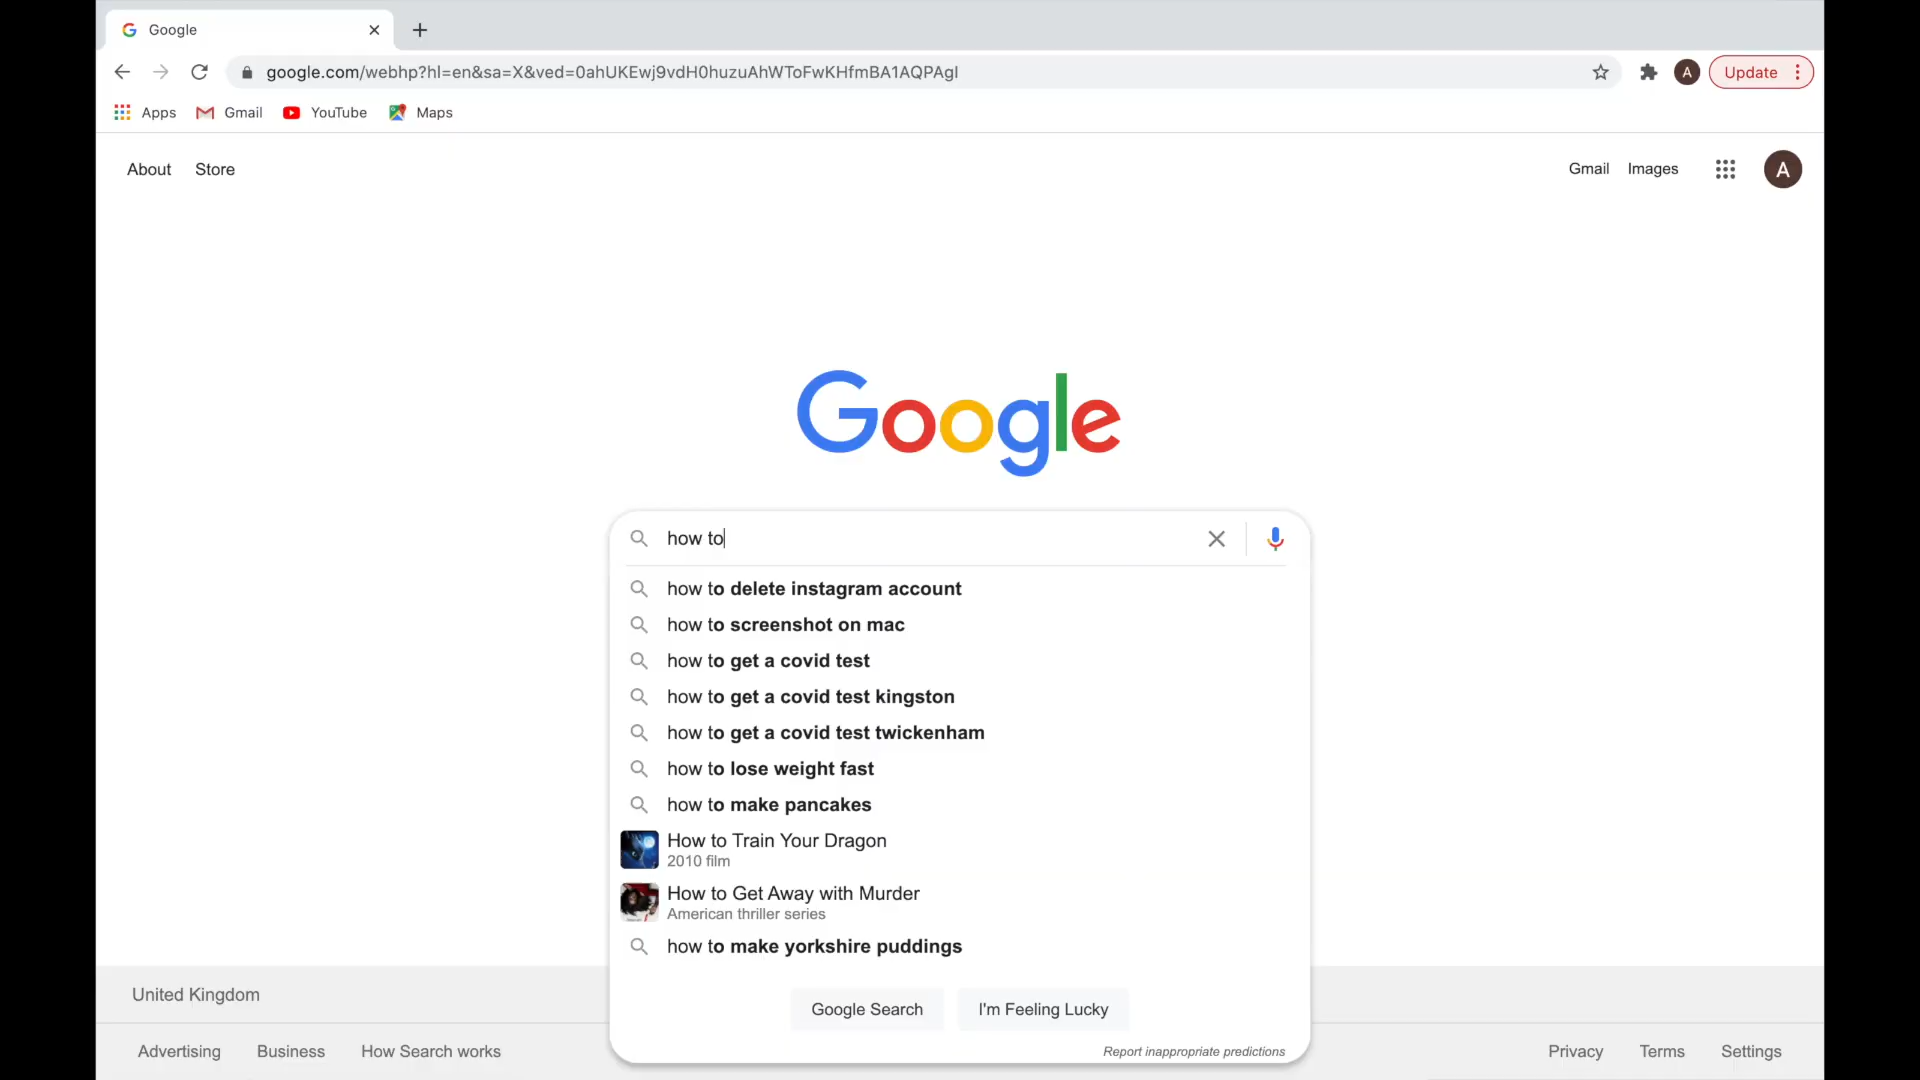 Google
google.com/webhp?hl=en&sa=X&ved=0ahUKEwj9vdH0huzuAhWToFwKHfmBA1AQPAgI
A
Update
Apps
Gmail
YouTube
Maps
About
Store
Gmail
Images
A
Google
how to
how to delete instagram account
how to screenshot on mac
how to get a covid test
how to get a covid test kingston
how to get a covid test twickenham
how to lose weight fast
how to make pancakes
How to Train Your Dragon
2010 film
How to Get Away with Murder
American thriller series
how to make yorkshire puddings
Google Search
I'm Feeling Lucky
Report inappropriate predictions
United Kingdom
Advertising
Business
How Search works
Privacy
Terms
Settings